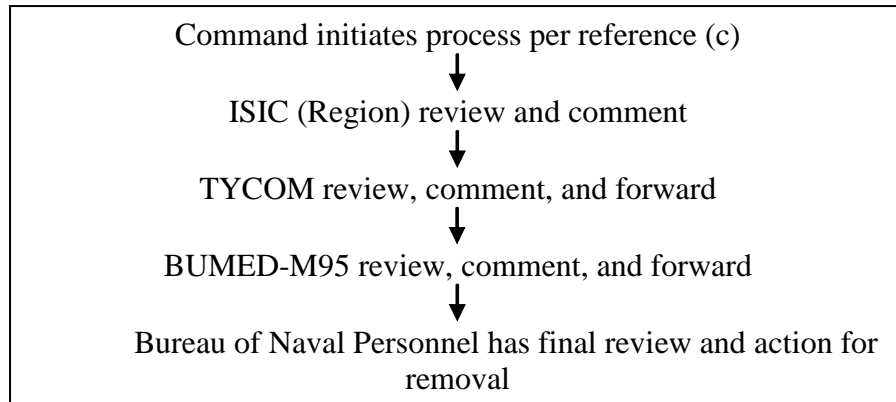 Command initiates process per reference (c)
ISIC (Region) review and comment
TYCOM review, comment, and forward
BUMED-M95 review, comment, and forward
Bureau of Naval Personnel has final review and action for
removal